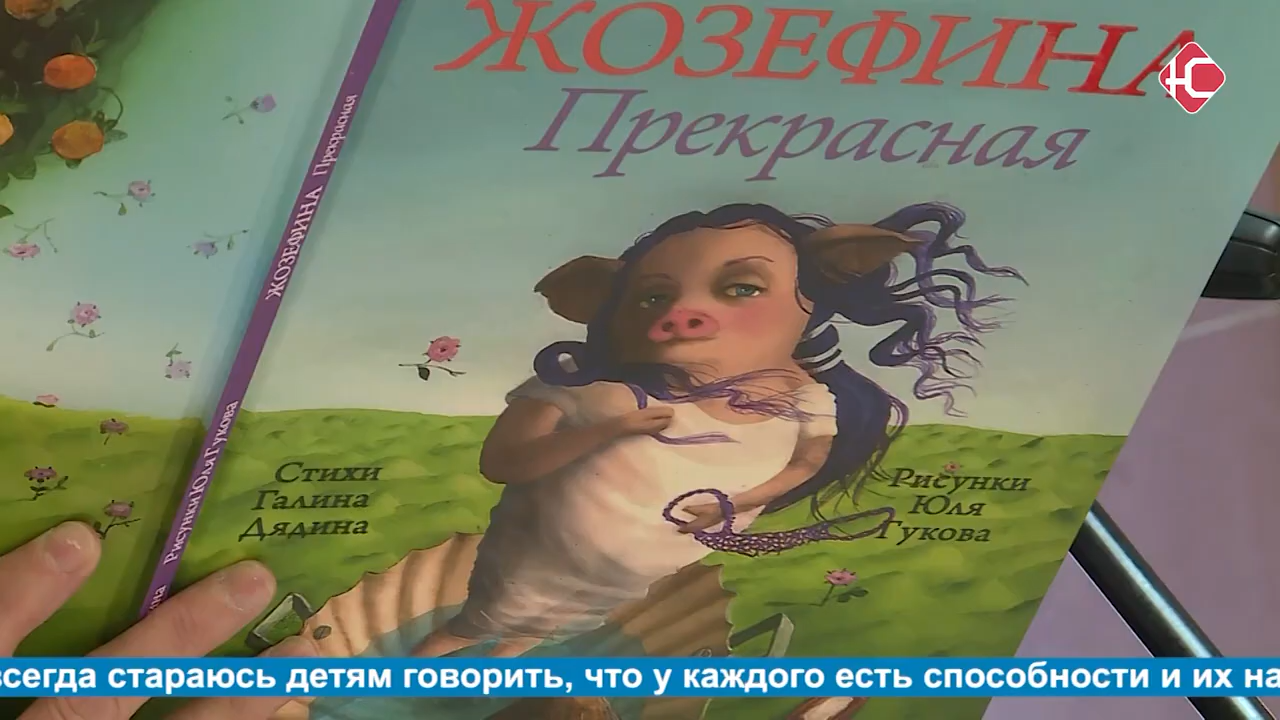 ЖОЗЕФИНА
Прекрасная
ЖОЗЕФИНА Прекрасная
Рисунки Юля Гукова
Стихи
Галина
Дядина
Рисунки
Юля
Гукова
всегда стараюсь детям говорить, что у каждого есть способности и их на